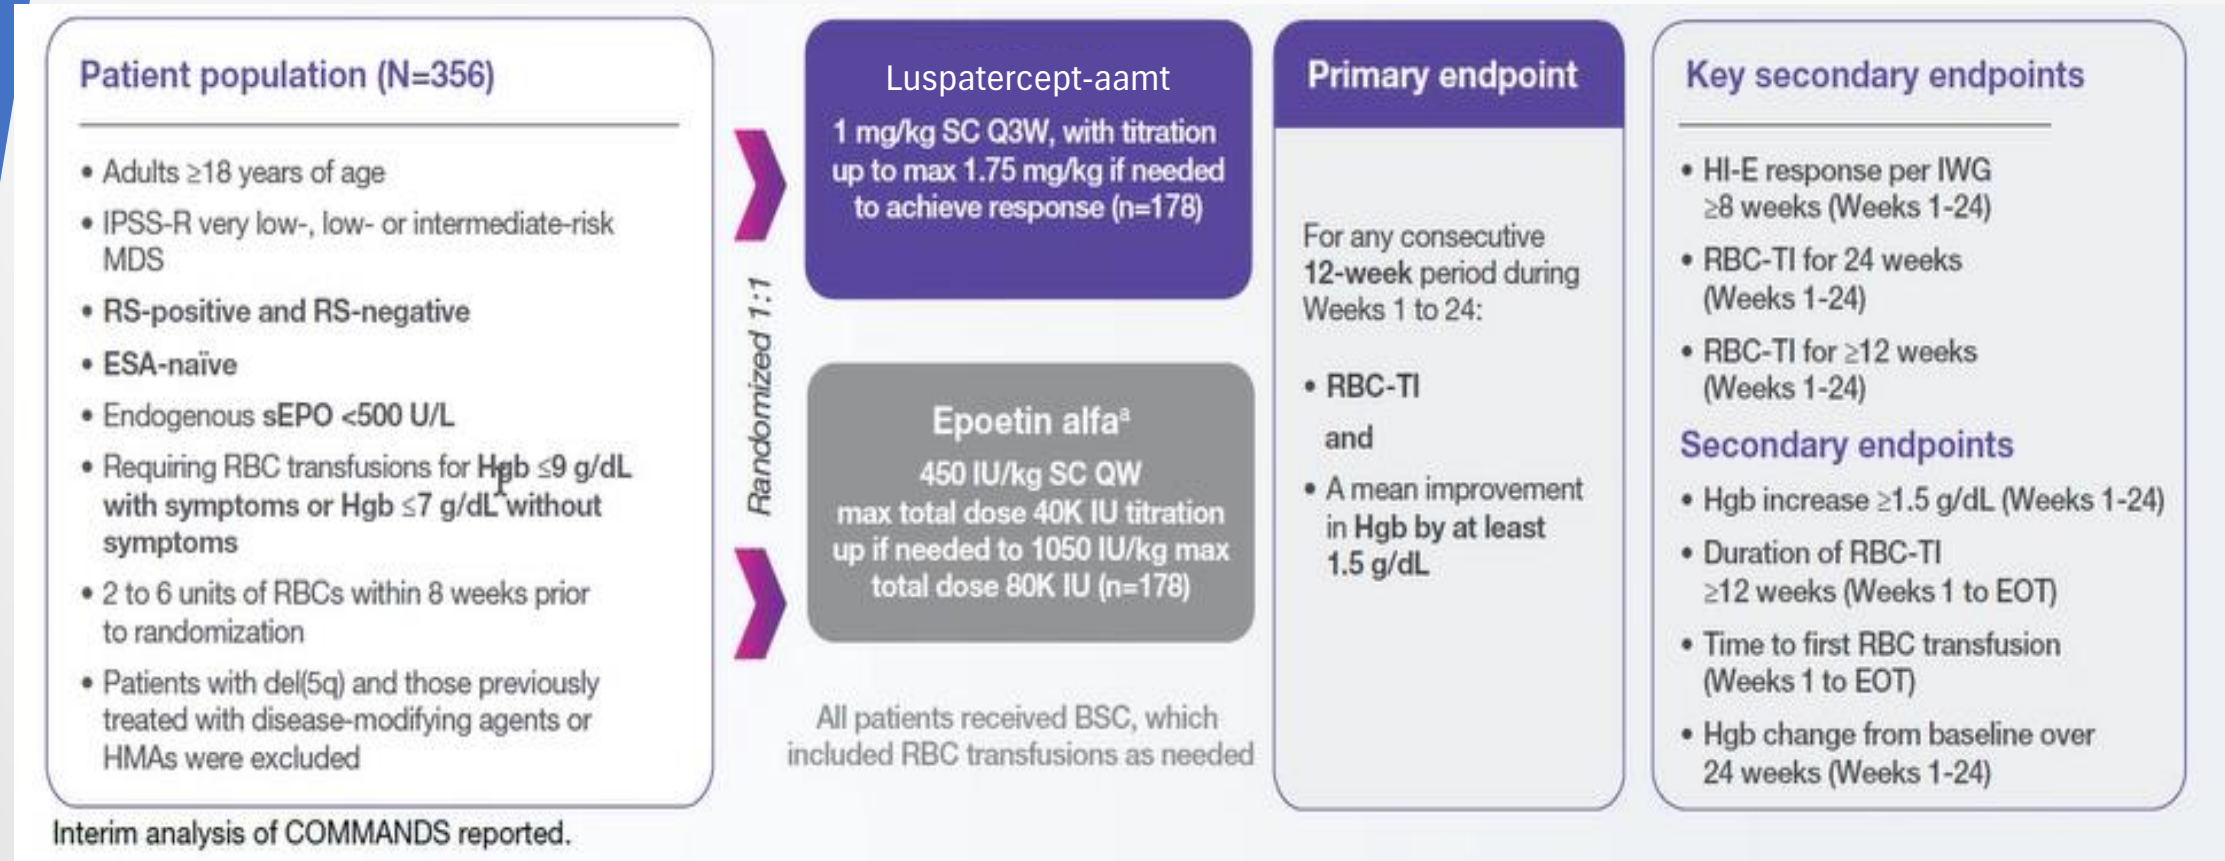 Patient population (N=356)
• Adults ≥18 years of age
• IPSS-R very low-, low- or intermediate-risk
MDS
• RS-positive and RS-negative
• ESA-naïve
• Endogenous sEPO <500 U/L
• Requiring RBC transfusions for Hgb ≤9 g/dL
with symptoms or Hgb ≤7 g/dL without
symptoms
• 2 to 6 units of RBCs within 8 weeks prior
to randomization
• Patients with del(5q) and those previously
treated with disease-modifying agents or
HMAs were excluded
Randomized 1:1
Luspatercept-aamt
1 mg/kg SC Q3W, with titration
up to max 1.75 mg/kg if needed
to achieve response (n=178)
Epoetin alfaᵃ
450 IU/kg SC QW
max total dose 40K IU titration
up if needed to 1050 IU/kg max
total dose 80K IU (n=178)
All patients received BSC, which
included RBC transfusions as needed
Primary endpoint
For any consecutive
12-week period during
Weeks 1 to 24:
• RBC-TI
and
• A mean improvement
in Hgb by at least
1.5 g/dL
Key secondary endpoints
• HI-E response per IWG
≥8 weeks (Weeks 1-24)
• RBC-TI for 24 weeks
(Weeks 1-24)
• RBC-TI for ≥12 weeks
(Weeks 1-24)
Secondary endpoints
• Hgb increase ≥1.5 g/dL (Weeks 1-24)
• Duration of RBC-TI
≥12 weeks (Weeks 1 to EOT)
• Time to first RBC transfusion
(Weeks 1 to EOT)
• Hgb change from baseline over
24 weeks (Weeks 1-24)
Interim analysis of COMMANDS reported.